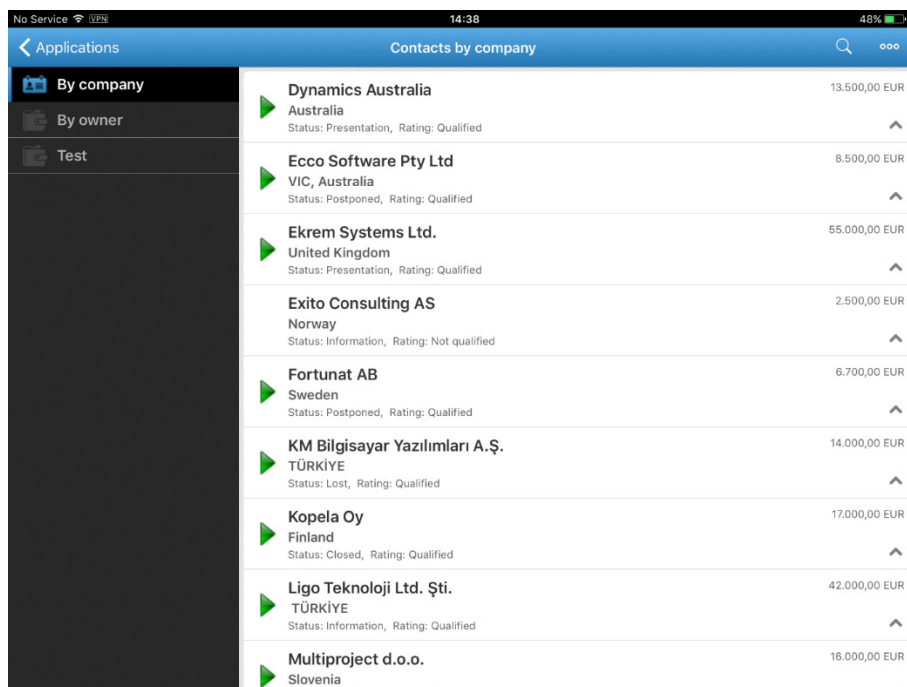 No Service VPN 14:38 48%
Applications Contacts by company
By company
By owner
Test
Dynamics Australia 13.500,00 EUR
Australia
Status: Presentation, Rating: Qualified
Ecco Software Pty Ltd 8.500,00 EUR
VIC, Australia
Status: Postponed, Rating: Qualified
Ekrem Systems Ltd. 55.000,00 EUR
United Kingdom
Status: Presentation, Rating: Qualified
Exito Consulting AS 2.500,00 EUR
Norway
Status: Information, Rating: Not qualified
Fortunat AB 6.700,00 EUR
Sweden
Status: Postponed, Rating: Qualified
KM Bilgisayar Yazılımları A.Ş. 14.000,00 EUR
TÜRKİYE
Status: Lost, Rating: Qualified
Kopela Oy 17.000,00 EUR
Finland
Status: Closed, Rating: Qualified
Ligo Teknoloji Ltd. Şti. 42.000,00 EUR
TÜRKİYE
Status: Information, Rating: Qualified
Multiproject d.o.o. 16.000,00 EUR
Slovenia